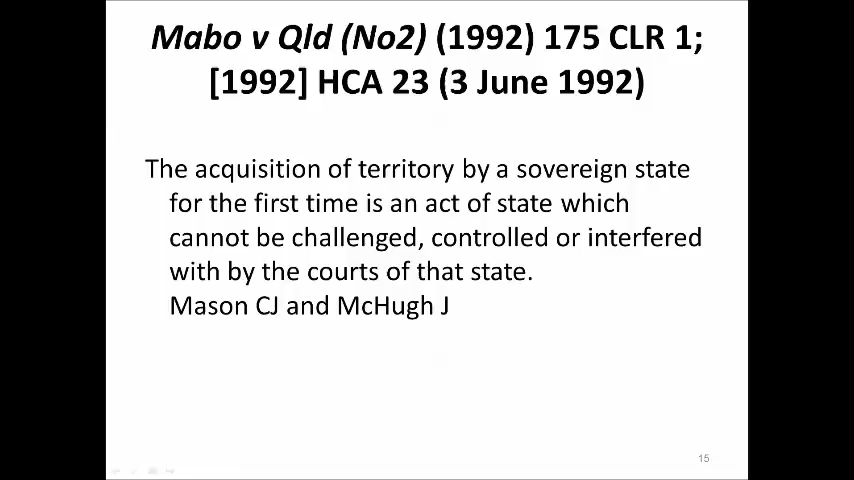 Mabo v Qld (No2) (1992) 175 CLR 1;
[1992] HCA 23 (3 June 1992)
The acquisition of territory by a sovereign state
for the first time is an act of state which
cannot be challenged, controlled or interfered
with by the courts of that state.
Mason CJ and McHugh J
15